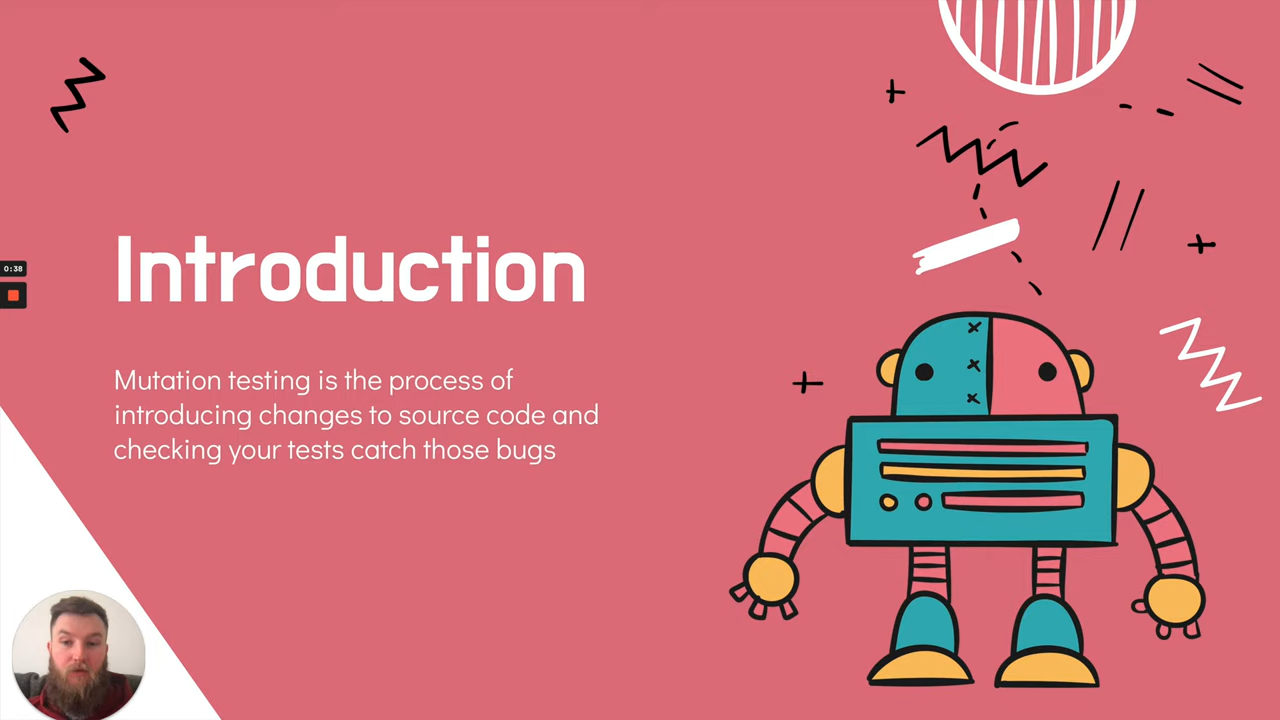 Introduction
0:38
Mutation testing is the process of
introducing changes to source code and
checking your tests catch those bugs